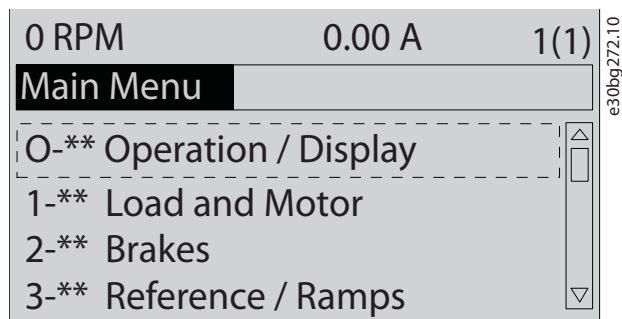 0 RPM 0.00 A 1(1)
Main Menu
O-** Operation / Display
1-** Load and Motor
2-** Brakes
3-** Reference / Ramps
e30bg272.10